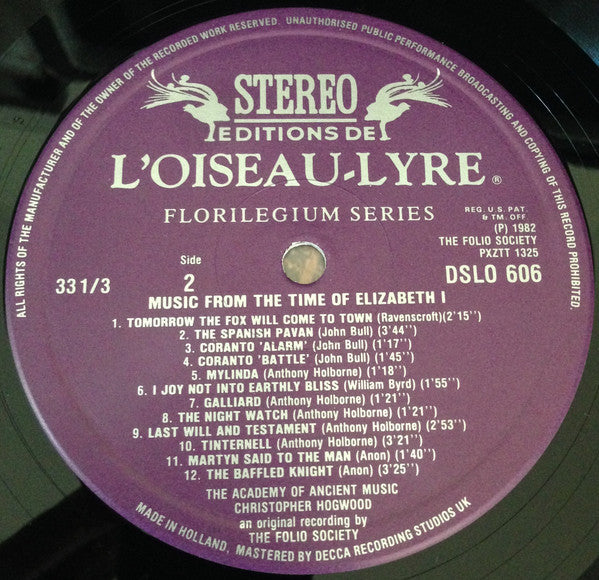 ALL RIGHTS OF THE MANUFACTURER AND OF THE OWNER OF THE RECORDED WORK RESERVED. UNAUTHORISED PUBLIC PERFORMANCE BROADCASTING AND COPYING OF THIS RECORD PROHIBITED.
STEREO
EDITIONS DE
L'OISEAU-LYRE ®
FLORILEGIUM SERIES
REG. U.S. PAT.
& TM. OFF.
(P) 1982
THE FOLIO SOCIETY
PXZTT 1325
Side
33 1/3 2 DSLO 606
MUSIC FROM THE TIME OF ELIZABETH I
1. TOMORROW THE FOX WILL COME TO TOWN (Ravenscroft)(2'15'')
2. THE SPANISH PAVAN (John Bull) (3'44'')
3. CORANTO 'ALARM' (John Bull) (1'17'')
4. CORANTO 'BATTLE' (John Bull) (1'45'')
5. MYLINDA (Anthony Holborne) (1'18'')
6. I JOY NOT INTO EARTHLY BLISS (William Byrd) (1'55'')
7. GALLIARD (Anthony Holborne) (1'21'')
8. THE NIGHT WATCH (Anthony Holborne) (1'21'')
9. LAST WILL AND TESTAMENT (Anthony Holborne) (2'53'')
10. TINTERNELL (Anthony Holborne) (3'21'')
11. MARTYN SAID TO THE MAN (Anon) (1'40'')
12. THE BAFFLED KNIGHT (Anon) (3'25'')
THE ACADEMY OF ANCIENT MUSIC
CHRISTOPHER HOGWOOD
an original recording by
THE FOLIO SOCIETY
MADE IN HOLLAND, MASTERED BY DECCA RECORDING STUDIOS UK